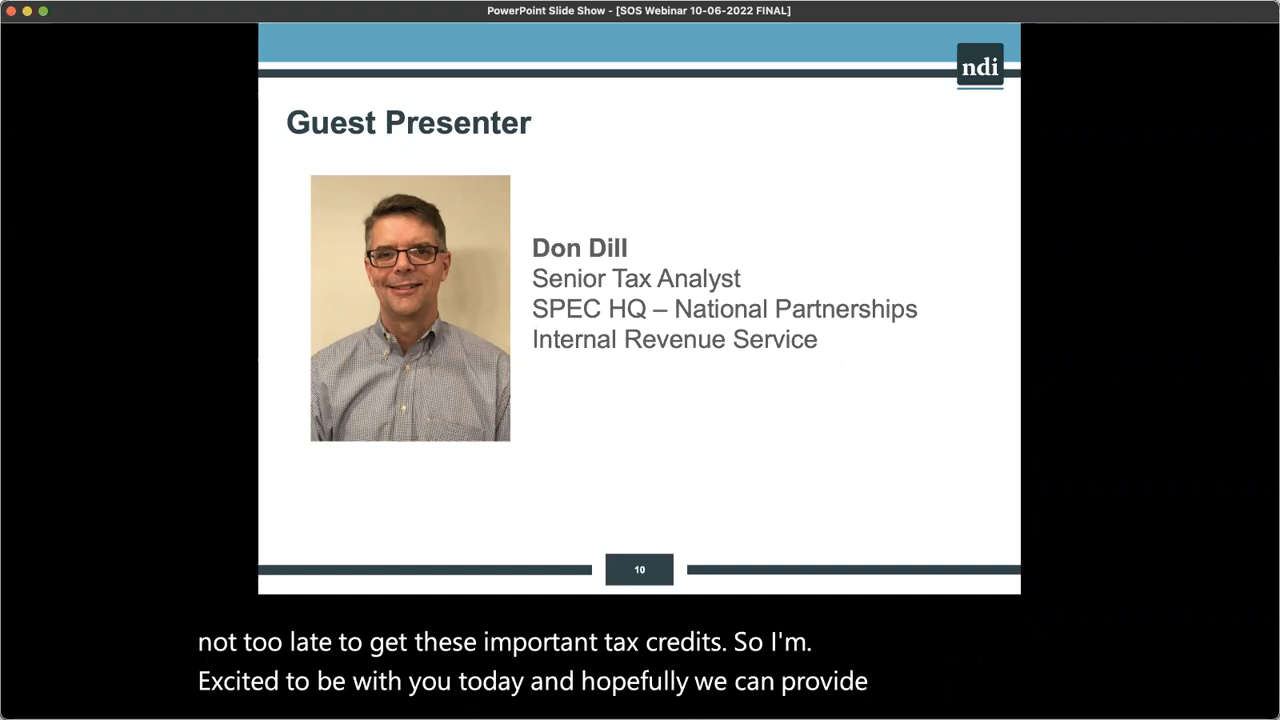 PowerPoint Slide Show - [SOS Webinar 10-06-2022 FINAL]
ndi
Guest Presenter
Don Dill
Senior Tax Analyst
SPEC HQ – National Partnerships
Internal Revenue Service
10
not too late to get these important tax credits. So I'm.
Excited to be with you today and hopefully we can provide